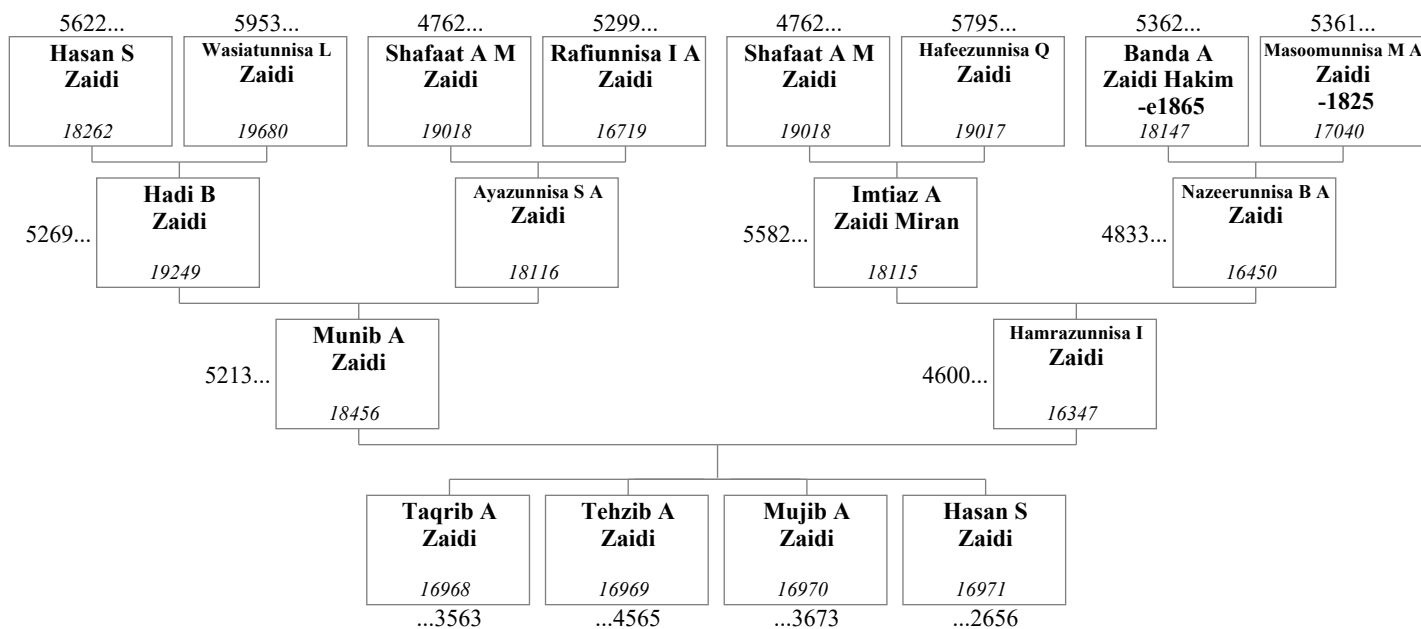 5622... 5953... 4762... 5299... 4762... 5795... 5362... 5361...
Hasan S
Zaidi
18262
Wasiatunnisa L
Zaidi
19680
Shafaat A M
Zaidi
19018
Rafiunnisa I A
Zaidi
16719
Shafaat A M
Zaidi
19018
Hafeezunnisa Q
Zaidi
19017
Banda A
Zaidi Hakim
-e1865
18147
Masoomunnisa M A
Zaidi
-1825
17040
5269...
Hadi B
Zaidi
19249
Ayazunnisa S A
Zaidi
18116
5582...
Imtiaz A
Zaidi Miran
18115
4833...
Nazeerunnisa B A
Zaidi
16450
5213...
Munib A
Zaidi
18456
4600...
Hamrazunnisa I
Zaidi
16347
Taqrib A
Zaidi
16968
...3563
Tehzib A
Zaidi
16969
...4565
Mujib A
Zaidi
16970
...3673
Hasan S
Zaidi
16971
...2656